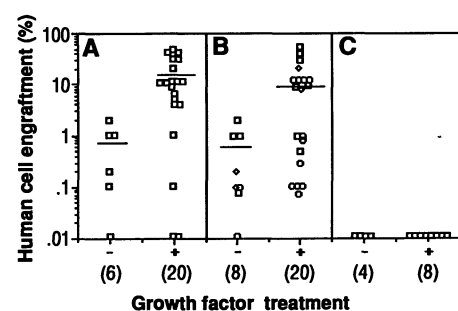 Human cell engraftment (%)
100
10
1
.1
.01
A
B
C
- + - + - +
(6) (20) (8) (20) (4) (8)
Growth factor treatment